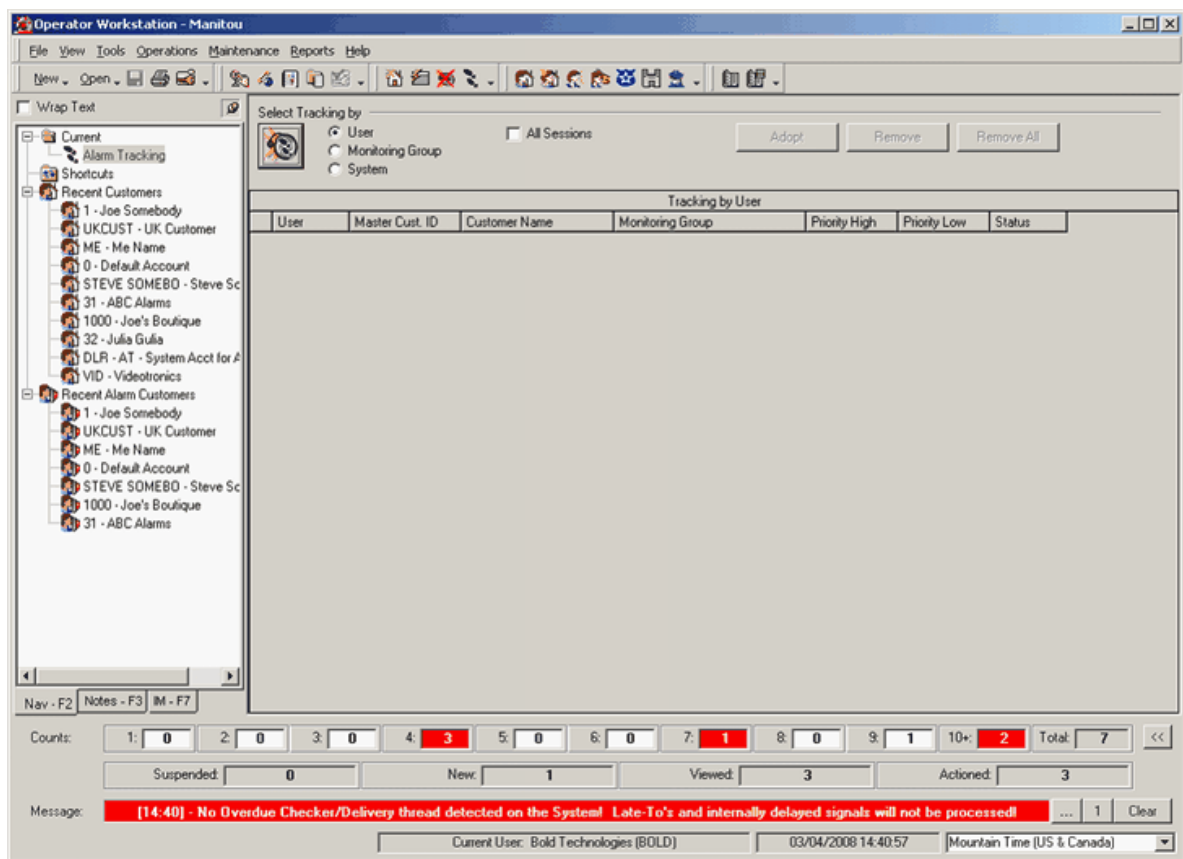 Operator Workstation - Manitou
File View Tools Operations Maintenance Reports Help
New Open
Wrap Text
Current
Alarm Tracking
Shortcuts
Recent Customers
1 - Joe Somebody
UKCUST - UK Customer
ME - Me Name
0 - Default Account
STEVE SOMEBO - Steve Sc
31 - ABC Alarms
1000 - Joe's Boutique
32 - Julia Gulia
DLR - AT - System Acct for A
VID - Videotronics
Recent Alarm Customers
1 - Joe Somebody
UKCUST - UK Customer
ME - Me Name
0 - Default Account
STEVE SOMEBO - Steve Sc
1000 - Joe's Boutique
31 - ABC Alarms
Nav - F2 Notes - F3 IM - F7
Select Tracking by
User
Monitoring Group
System
All Sessions
Adopt Remove Remove All
Tracking by User
User Master Cust. ID Customer Name Monitoring Group Priority High Priority Low Status
Counts: 1: 0 2: 0 3: 0 4: 3 5: 0 6: 0 7: 1 8: 0 9: 1 10+: 2 Total: 7 <<
Suspended: 0 New: 1 Viewed: 3 Actioned: 3
Message: [14:40] - No Overdue Checker/Delivery thread detected on the System! Late-To's and internally delayed signals will not be processed! ... 1 Clear
Current User: Bold Technologies (BOLD) 03/04/2008 14:40:57 Mountain Time (US & Canada)